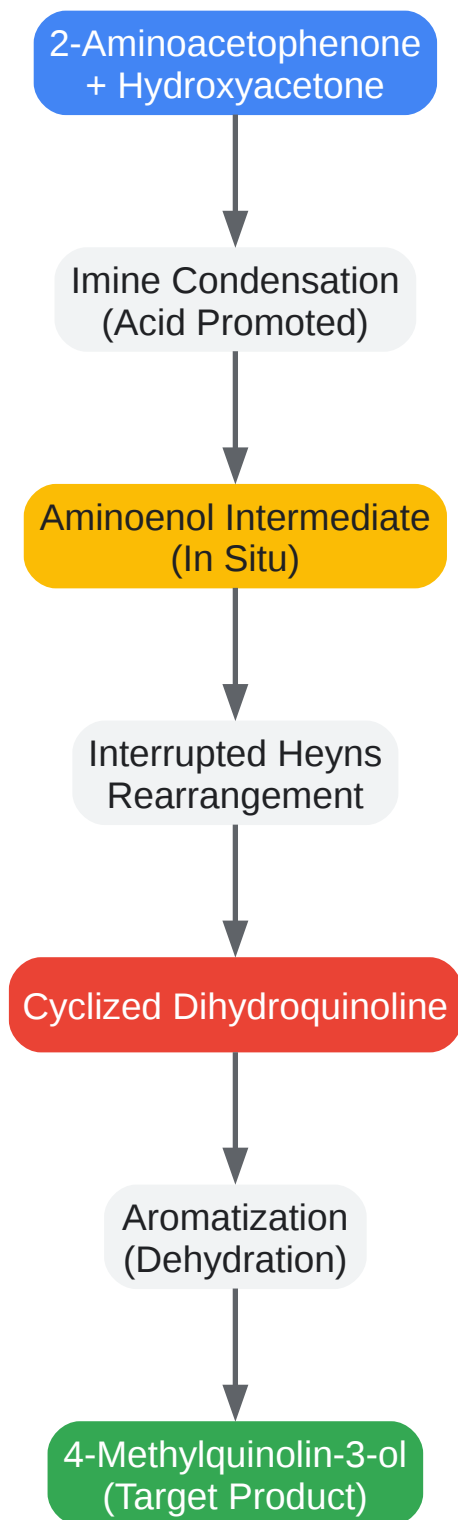 2-Aminoacetophenone
+ Hydroxyacetone
Imine Condensation
(Acid Promoted)
Aminoenol Intermediate
(In Situ)
Interrupted Heyns
Rearrangement
Cyclized Dihydroquinoline
Aromatization
(Dehydration)
4-Methylquinolin-3-ol
(Target Product)